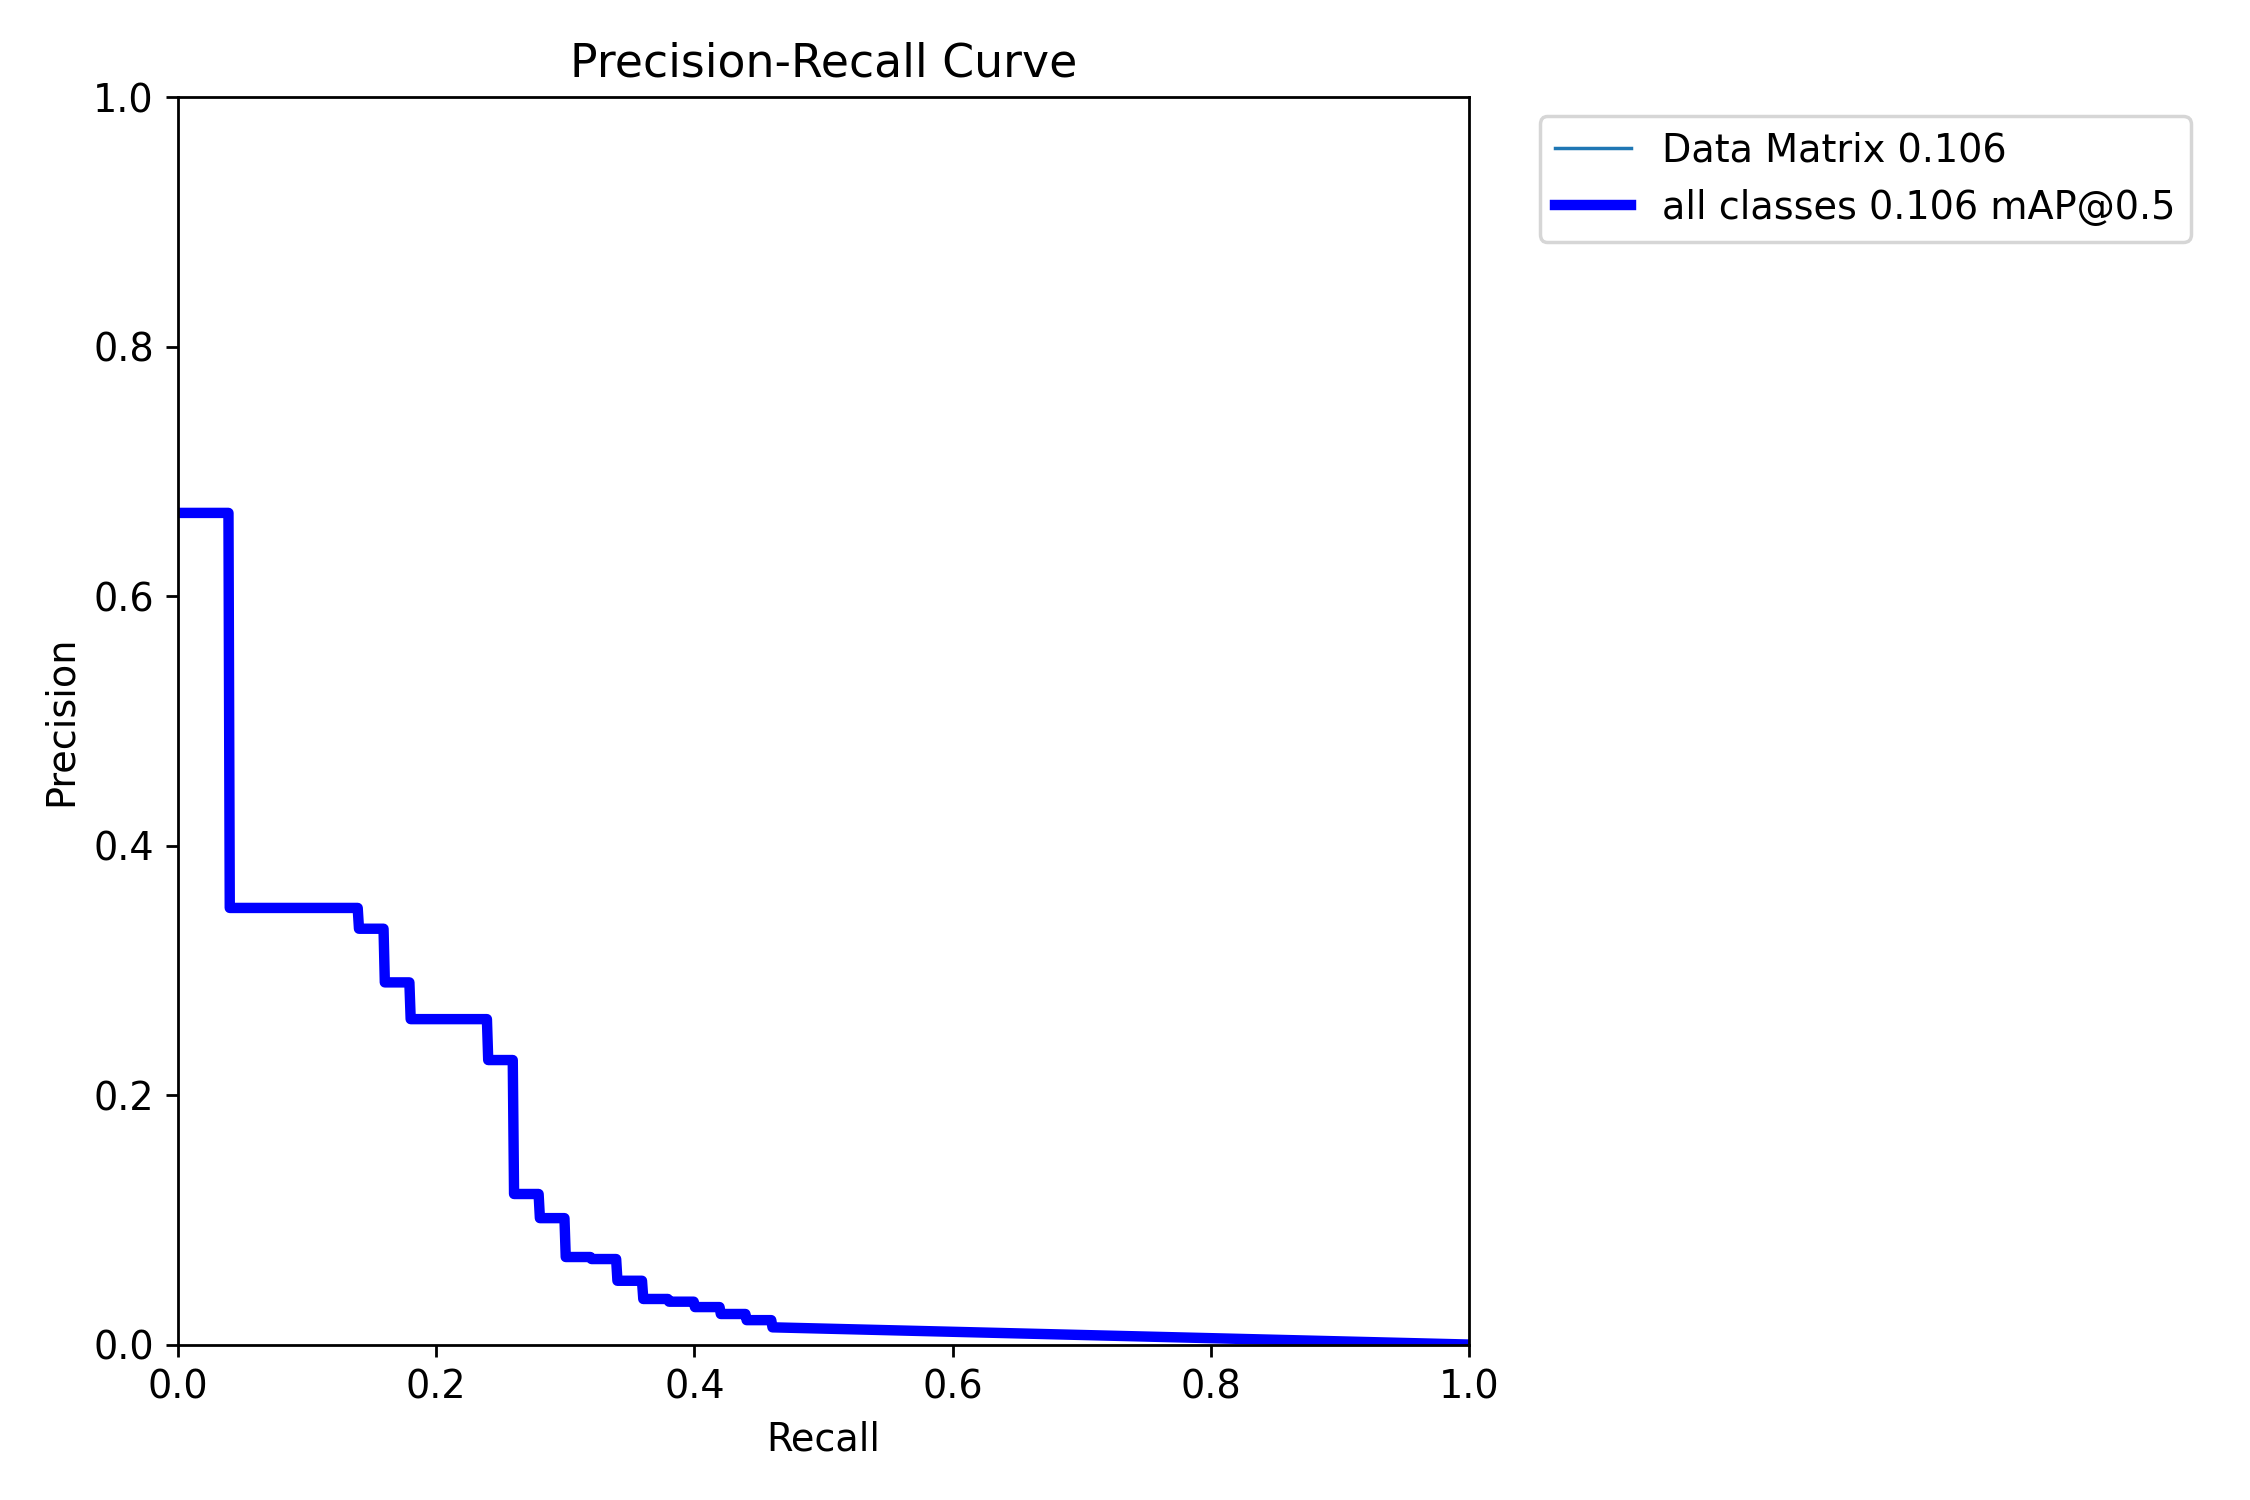 Precision-Recall Curve
1.0
0.8
0.6
0.4
0.2
0.0
Precision
0.0 0.2 0.4 0.6 0.8 1.0
Recall
Data Matrix 0.106
all classes 0.106 mAP@0.5